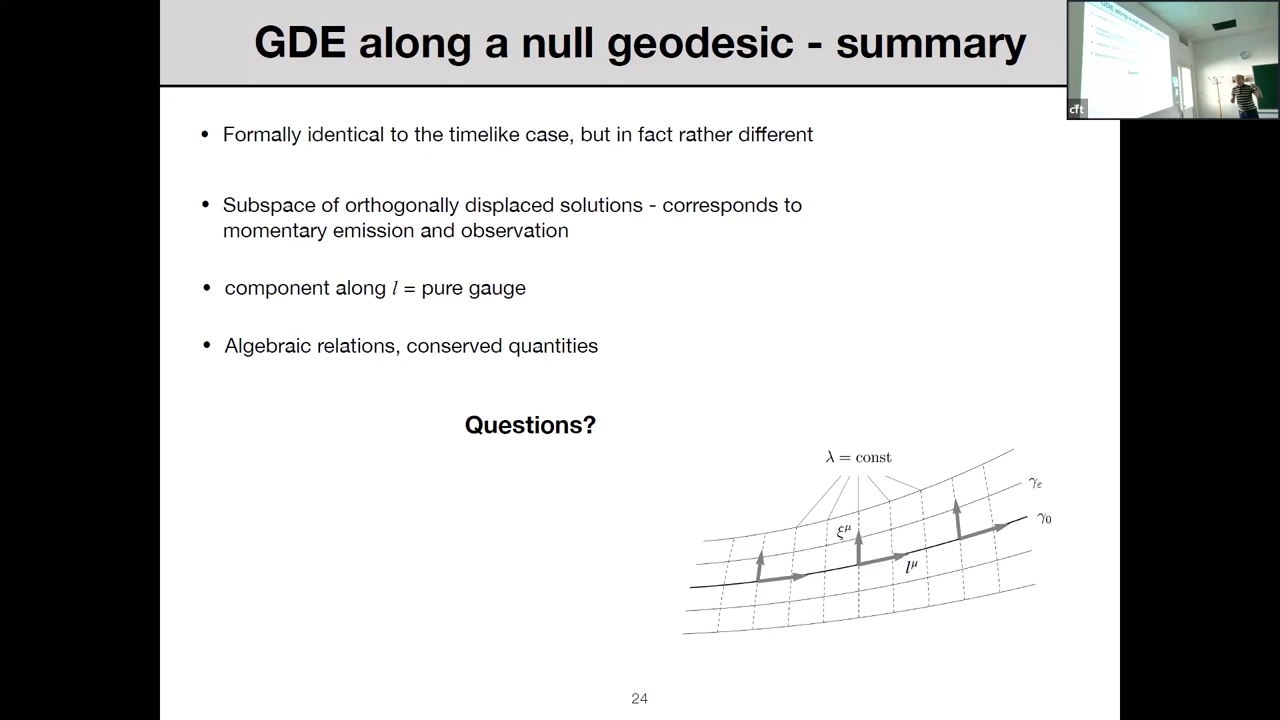 GDE along a null geodesic - summary
• Formally identical to the timelike case, but in fact rather different
• Subspace of orthogonally displaced solutions - corresponds to
momentary emission and observation
• component along l = pure gauge
• Algebraic relations, conserved quantities
Questions?
λ = const
γε
ξμ
γ0
lμ
24
cft